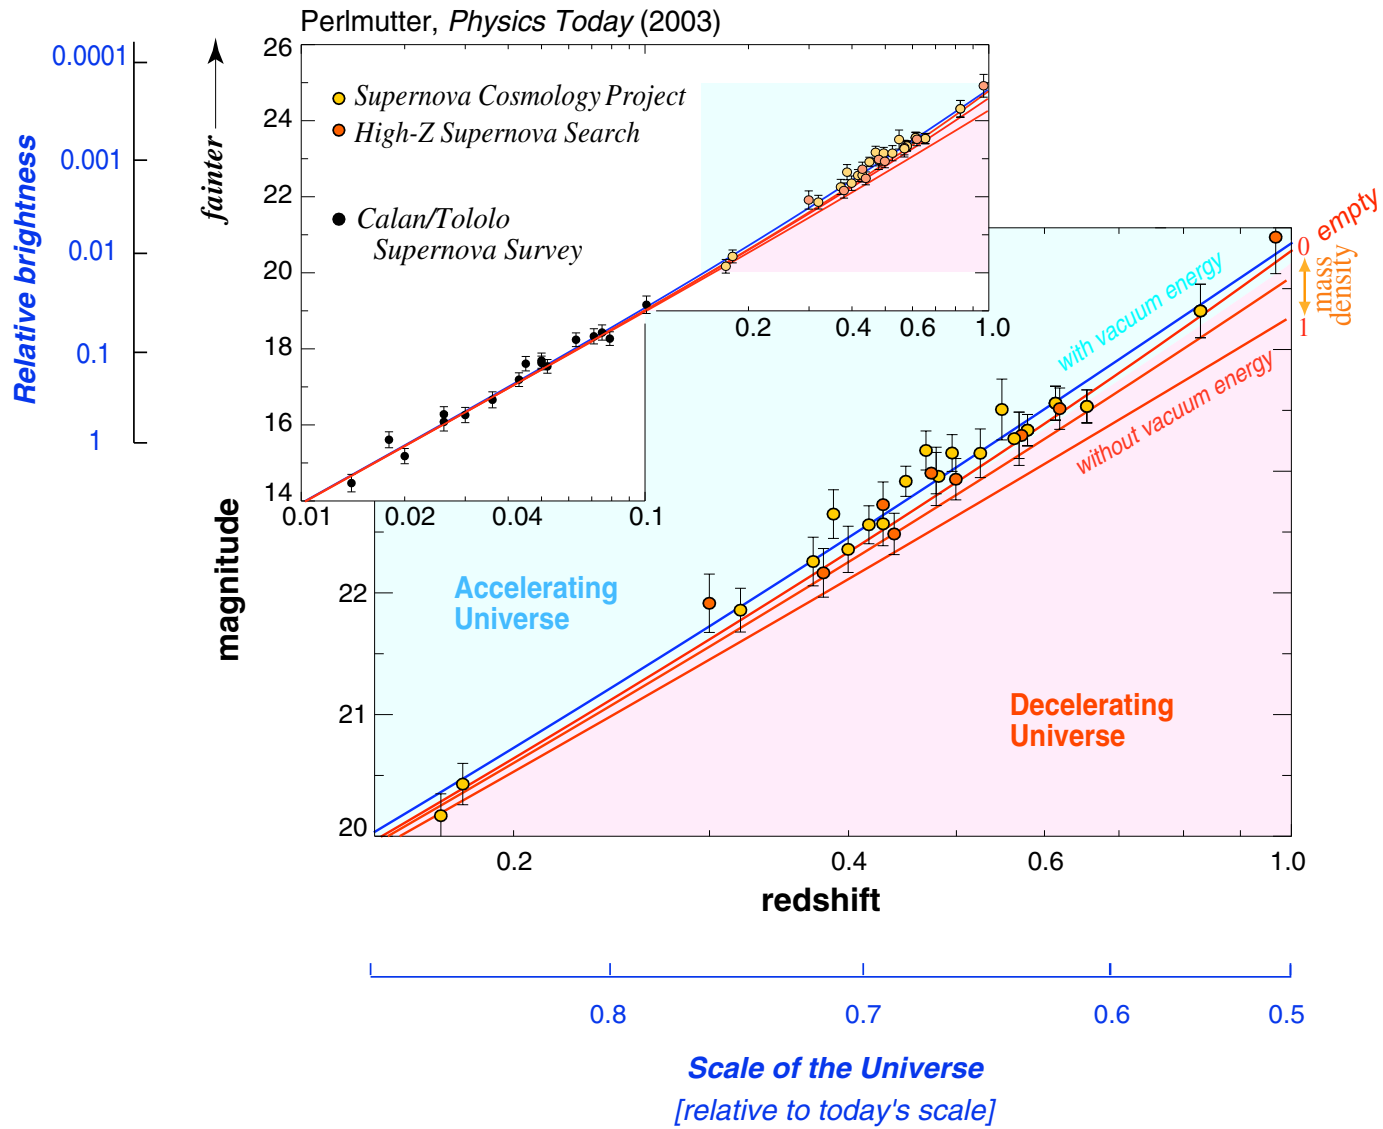 Perlmutter, Physics Today (2003)
0.0001
0.001
0.01
0.1
1
Relative brightness
fainter
magnitude
26
24
22
20
18
16
14
Supernova Cosmology Project
High-Z Supernova Search
Calan/Tololo
Supernova Survey
0.01
0.02
0.04
0.1
0.2
0.4
0.6
1.0
0 empty
mass
density
1
with vacuum energy
without vacuum energy
Accelerating
Universe
Decelerating
Universe
22
21
20
0.2
0.4
0.6
1.0
redshift
0.8
0.7
0.6
0.5
Scale of the Universe
[relative to today's scale]